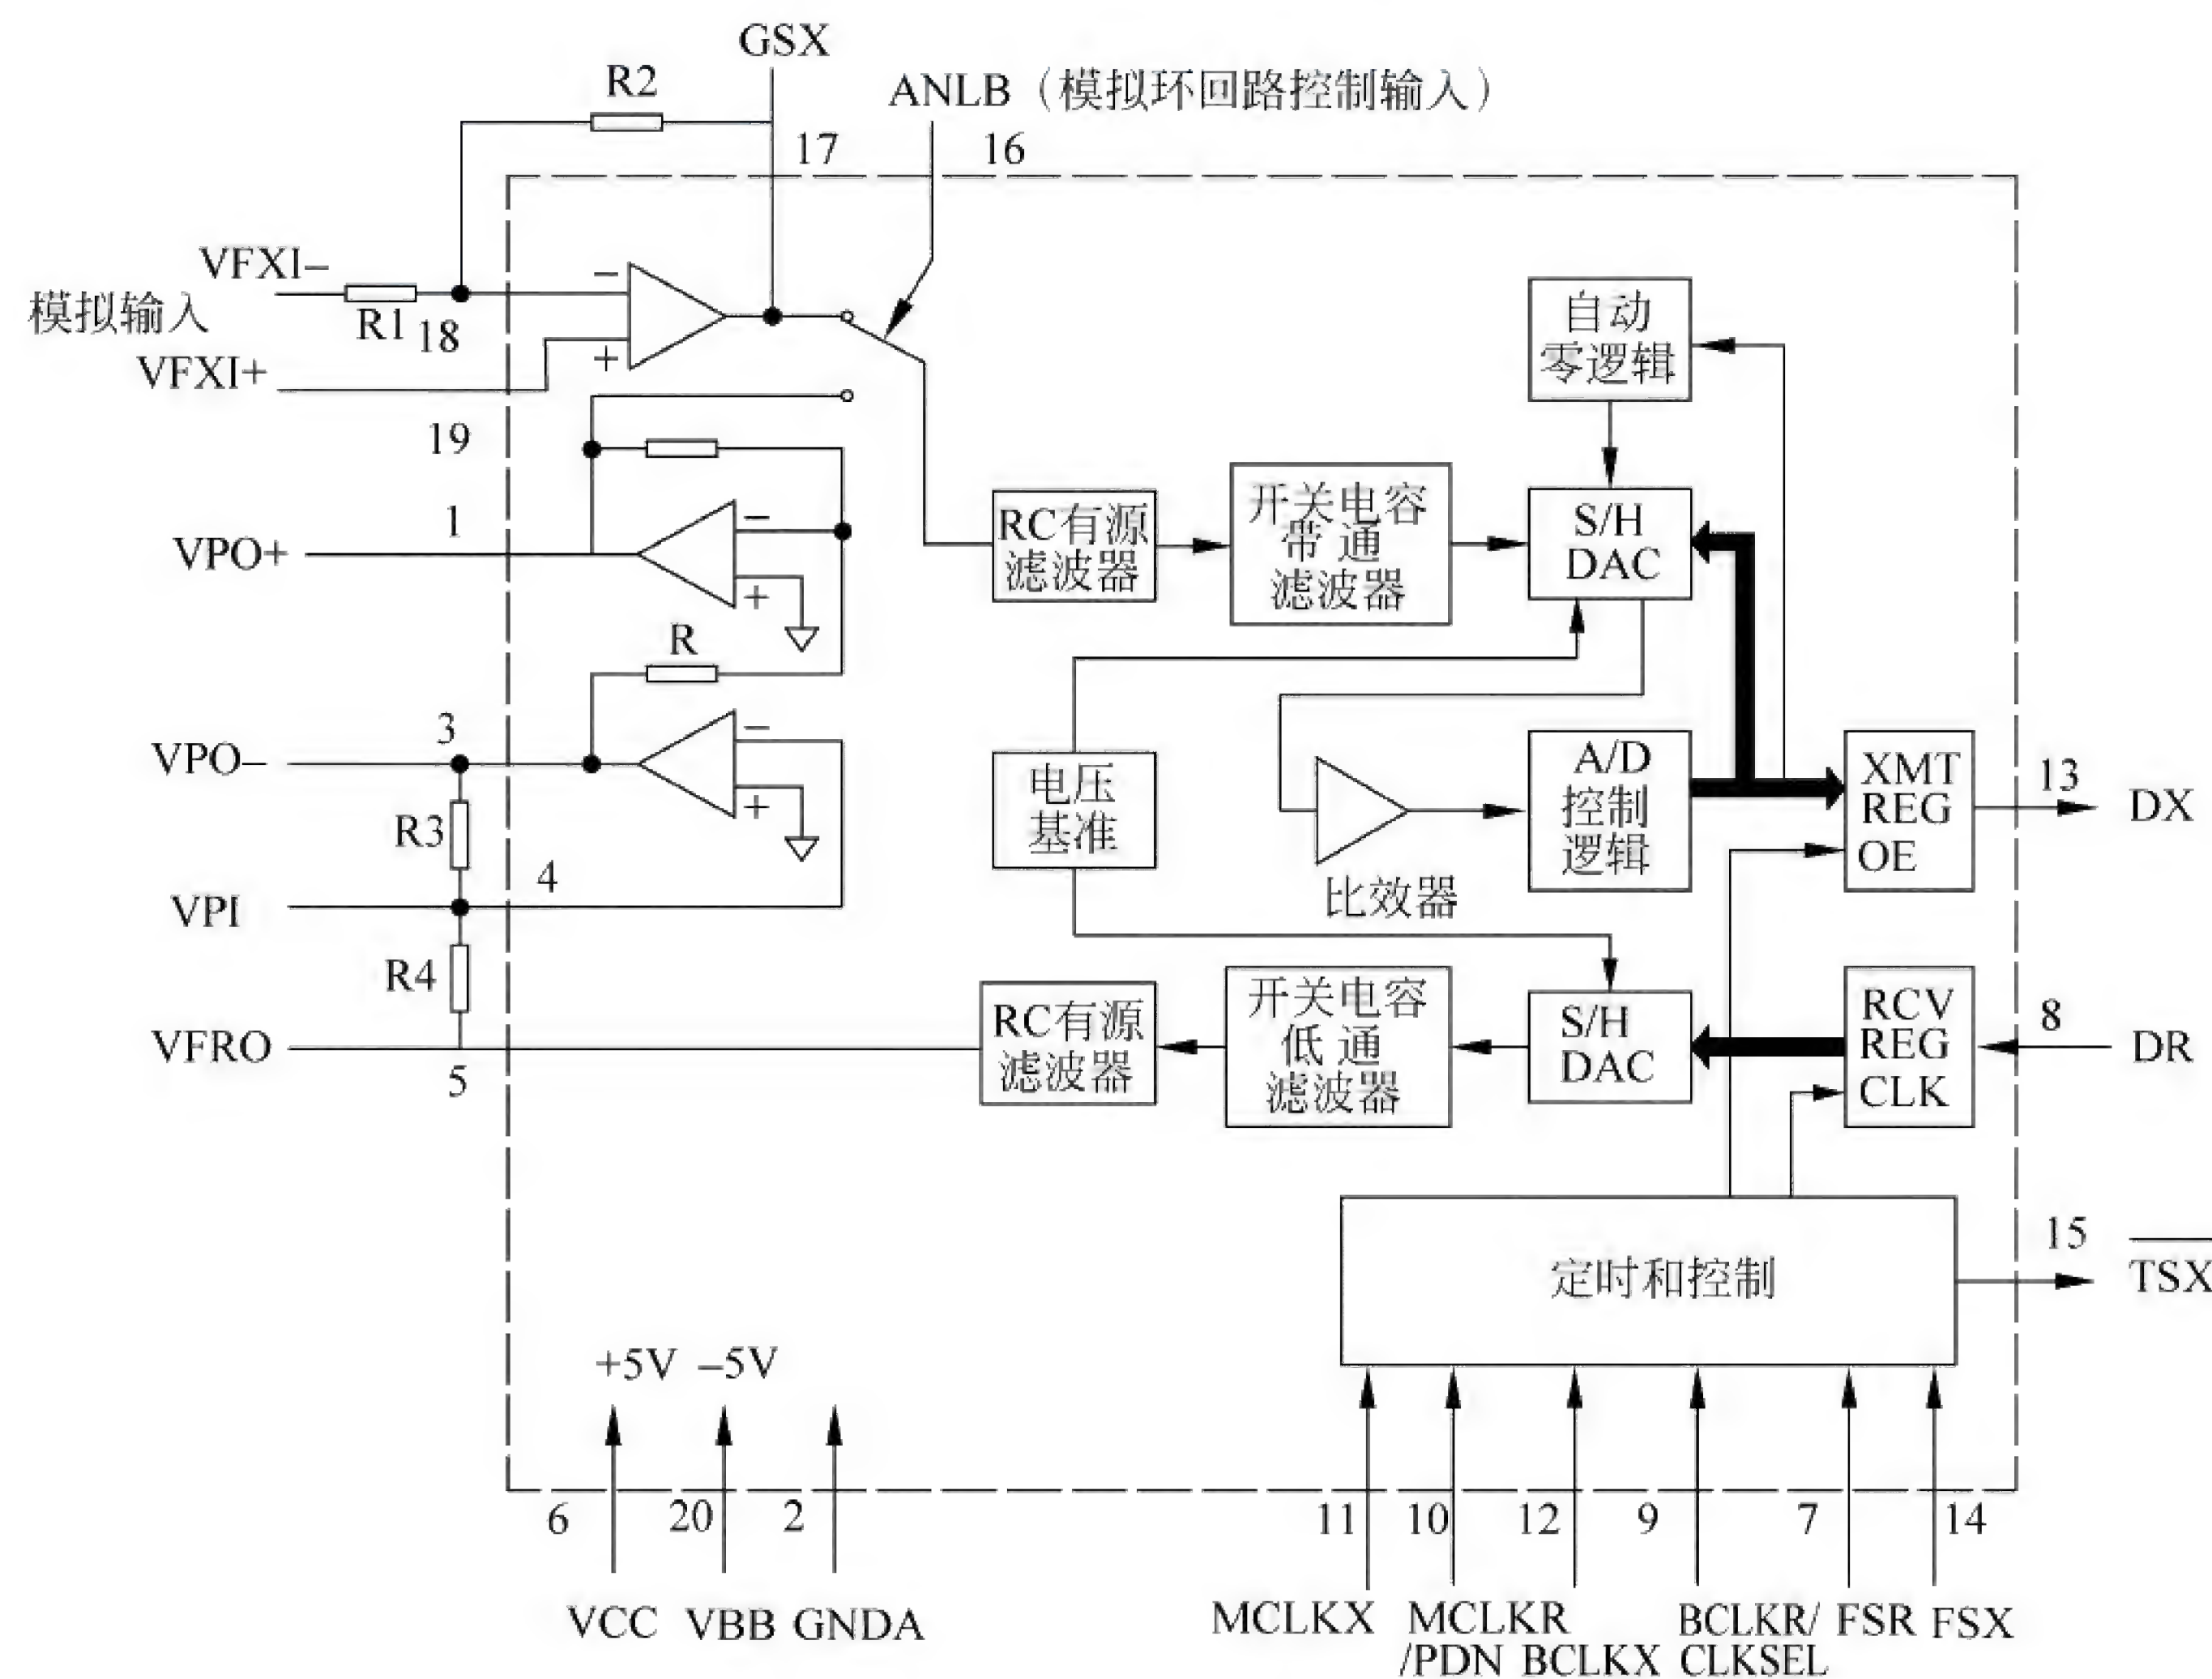 GSX
R2
ANLB（模拟环回路控制输入）
17
16
VFXI–
模拟输入
R1
18
–
+
VFXI+
19
自动
零逻辑
1
VPO+
–
+
RC有源
滤波器
开关电容
带 通
滤波器
S/H
DAC
R
3
VPO–
–
+
R3
4
VPI
R4
VFRO
5
电压
基准
比效器
A/D
控制
逻辑
XMT
REG
OE
13
DX
RC有源
滤波器
开关电容
低 通
滤波器
S/H
DAC
RCV
REG
CLK
8
DR
定时和控制
15
TSX
+5V –5V
6
20
2
11
10
12
9
7
14
VCC VBB GNDA
MCLKX MCLKR BCLKR/ FSR FSX
/PDN BCLKX CLKSEL